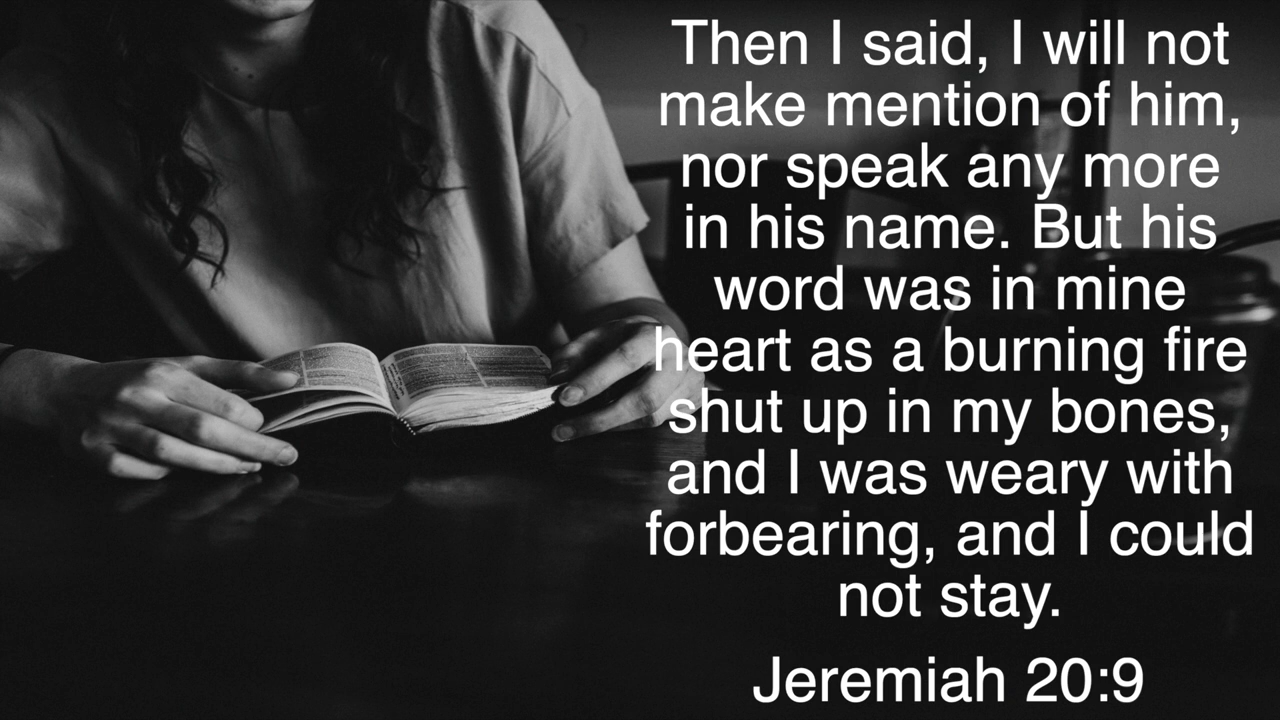 Then I said, I will not
make mention of him,
nor speak any more
in his name. But his
word was in mine
heart as a burning fire
shut up in my bones,
and I was weary with
forbearing, and I could
not stay.
Jeremiah 20:9